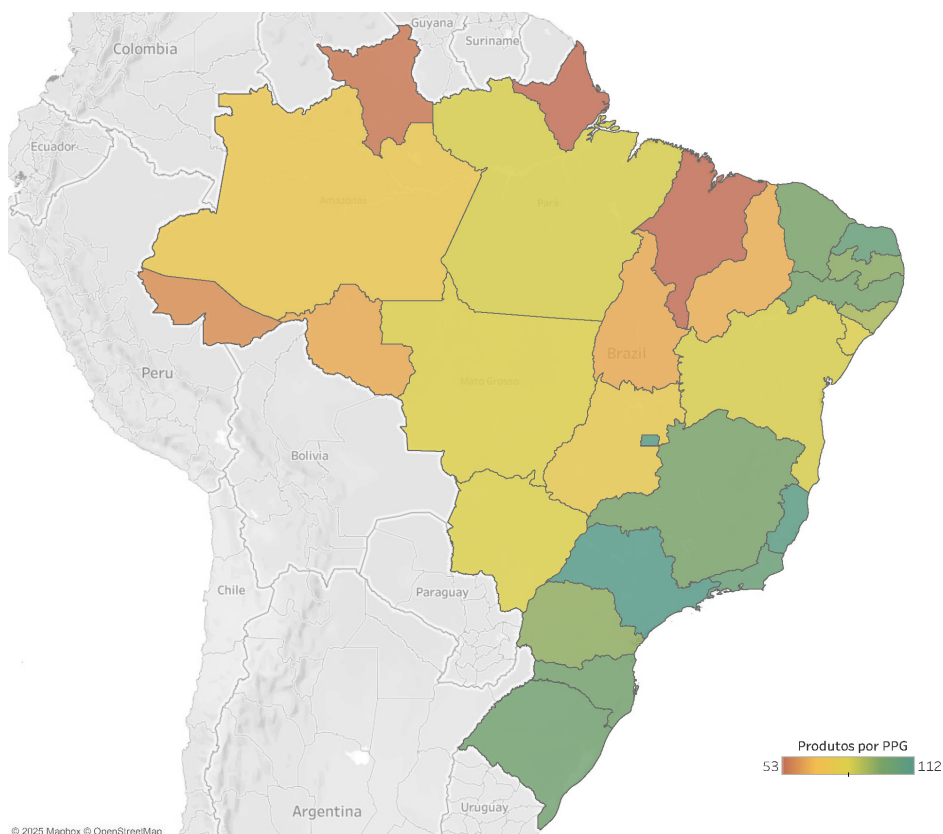 Guyana
Colombia
Suriname
Ecuador
Amazonas
Pará
Brazil
Peru
Mato Grosso
Bolivia
Chile
Paraguay
Produtos por PPG
53 112
Argentina
Uruguay
© 2025 Mapbox © OpenStreetMap